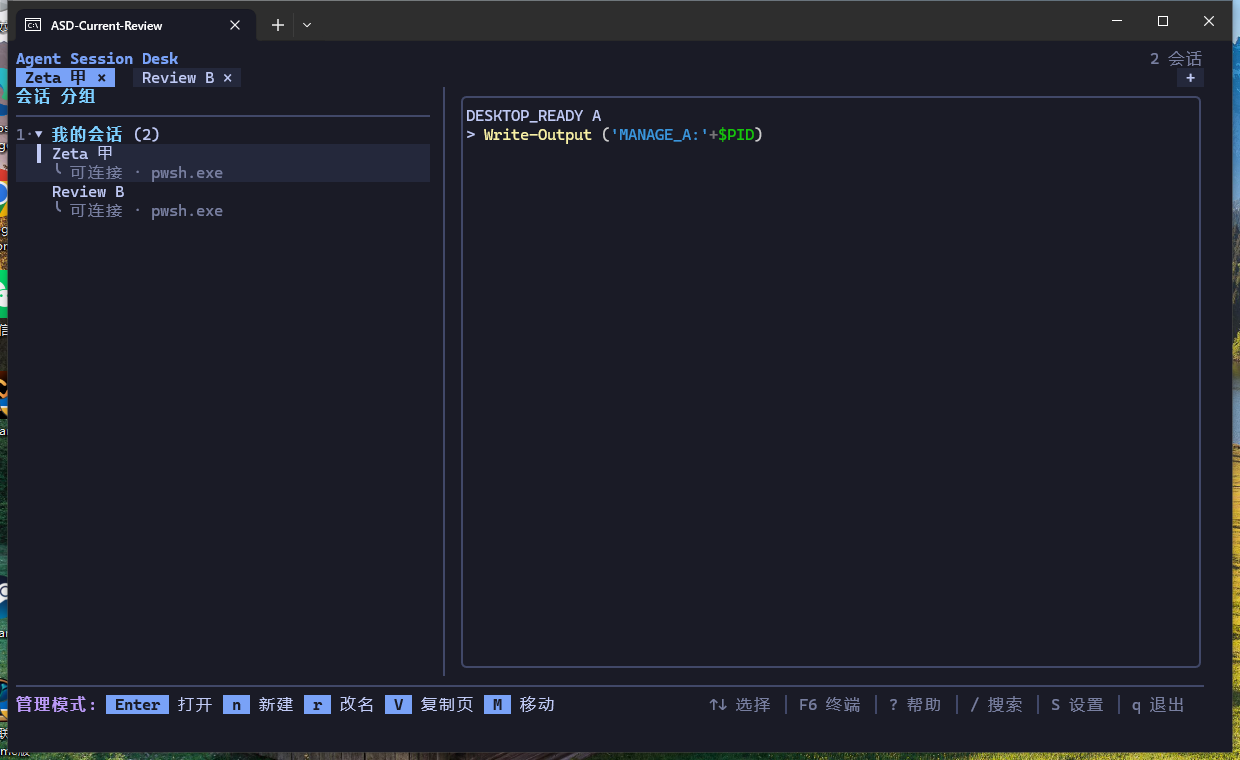 ASD-Current-Review
Agent Session Desk
2 会话
Zeta 甲 × Review B ×
+
会话 分组
1·▾ 我的会话 (2)
Zeta 甲
╰ 可连接 · pwsh.exe
Review B
╰ 可连接 · pwsh.exe
DESKTOP_READY A
> Write-Output ('MANAGE_A:'+$PID)
管理模式: Enter 打开 n 新建 r 改名 V 复制页 M 移动
↑↓ 选择 │ F6 终端 │ ? 帮助 │ / 搜索 │ S 设置 │ q 退出